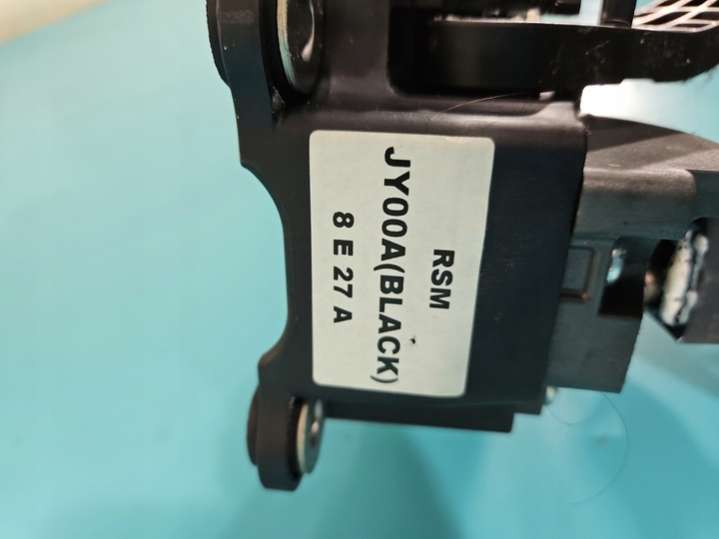 RSM
JY00A(BLACK)
8 E 27 A